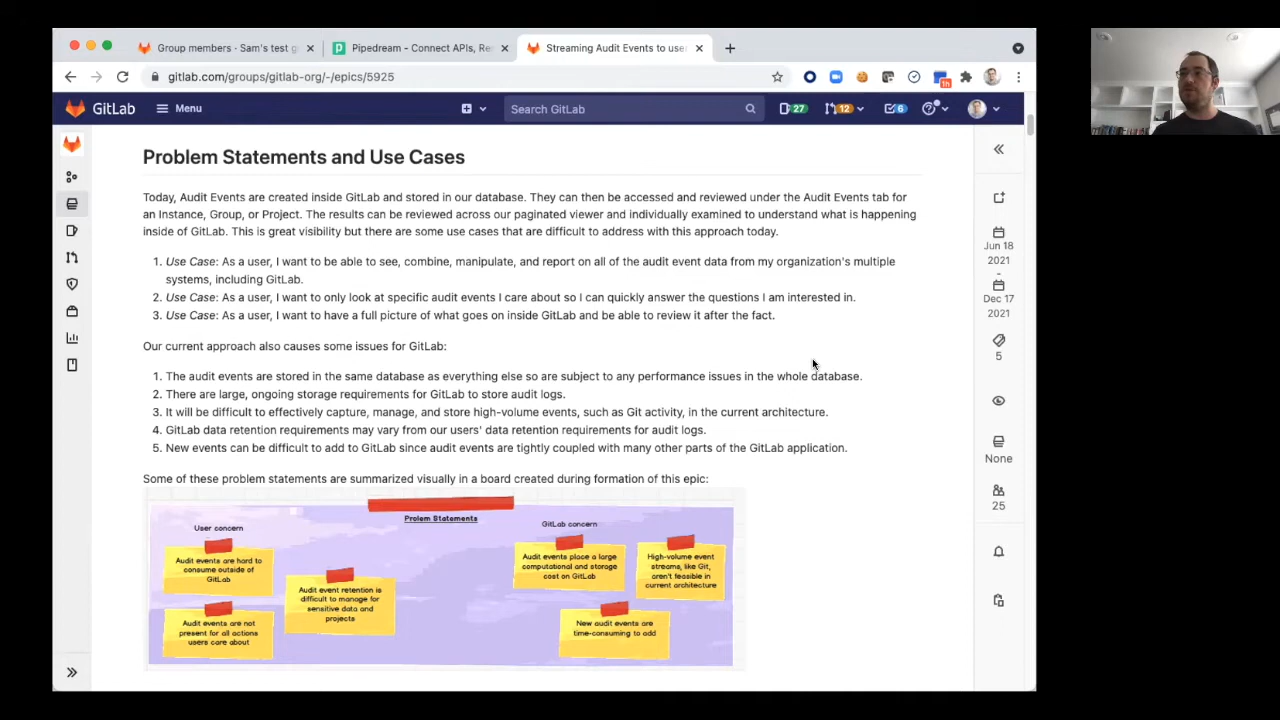 Group members · Sam's test g
Pipedream - Connect APIs, Re
Streaming Audit Events to use
gitlab.com/groups/gitlab-org/-/epics/5925
1h
GitLab
Menu
Search GitLab
27
12
6
Problem Statements and Use Cases
Today, Audit Events are created inside GitLab and stored in our database. They can then be accessed and reviewed under the Audit Events tab for
an Instance, Group, or Project. The results can be reviewed across our paginated viewer and individually examined to understand what is happening
inside of GitLab. This is great visibility but there are some use cases that are difficult to address with this approach today.
1. Use Case: As a user, I want to be able to see, combine, manipulate, and report on all of the audit event data from my organization's multiple
systems, including GitLab.
2. Use Case: As a user, I want to only look at specific audit events I care about so I can quickly answer the questions I am interested in.
3. Use Case: As a user, I want to have a full picture of what goes on inside GitLab and be able to review it after the fact.
Our current approach also causes some issues for GitLab:
1. The audit events are stored in the same database as everything else so are subject to any performance issues in the whole database.
2. There are large, ongoing storage requirements for GitLab to store audit logs.
3. It will be difficult to effectively capture, manage, and store high-volume events, such as Git activity, in the current architecture.
4. GitLab data retention requirements may vary from our users' data retention requirements for audit logs.
5. New events can be difficult to add to GitLab since audit events are tightly coupled with many other parts of the GitLab application.
Some of these problem statements are summarized visually in a board created during formation of this epic:
Prolem Statements
User concern
GitLab concern
Audit events are hard to
consume outside of
GitLab
Audit event retention is
difficult to manage for
sensitive data and
projects
Audit events are not
present for all actions
users care about
Audit events place a large
computational and storage
cost on GitLab
High-volume event
streams, like Git,
aren't feasible in
current architecture
New audit events are
time-consuming to add
Jun 18
2021
-
Dec 17
2021
5
None
25